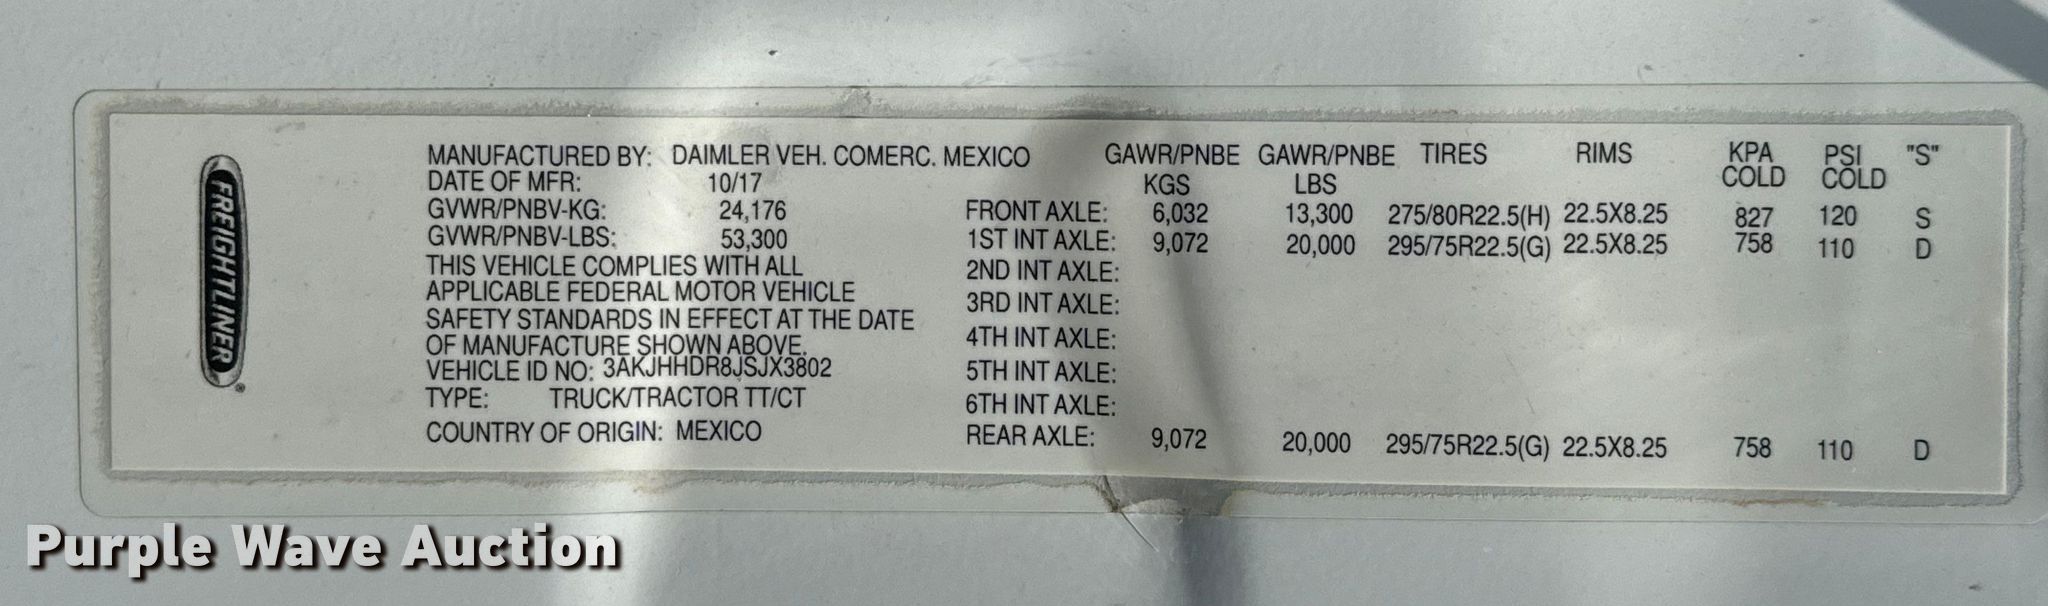 FREIGHTLINER®
MANUFACTURED BY: DAIMLER VEH. COMERC. MEXICO
DATE OF MFR: 10/17
GVWR/PNBV-KG: 24,176
GVWR/PNBV-LBS: 53,300
THIS VEHICLE COMPLIES WITH ALL
APPLICABLE FEDERAL MOTOR VEHICLE
SAFETY STANDARDS IN EFFECT AT THE DATE
OF MANUFACTURE SHOWN ABOVE.
VEHICLE ID NO: 3AKJHHDR8JSJX3802
TYPE: TRUCK/TRACTOR TT/CT
COUNTRY OF ORIGIN: MEXICO
GAWR/PNBE GAWR/PNBE TIRES RIMS KPA PSI "S"
KGS LBS COLD COLD
FRONT AXLE: 6,032 13,300 275/80R22.5(H) 22.5X8.25 827 120 S
1ST INT AXLE: 9,072 20,000 295/75R22.5(G) 22.5X8.25 758 110 D
2ND INT AXLE:
3RD INT AXLE:
4TH INT AXLE:
5TH INT AXLE:
6TH INT AXLE:
REAR AXLE: 9,072 20,000 295/75R22.5(G) 22.5X8.25 758 110 D
Purple Wave Auction